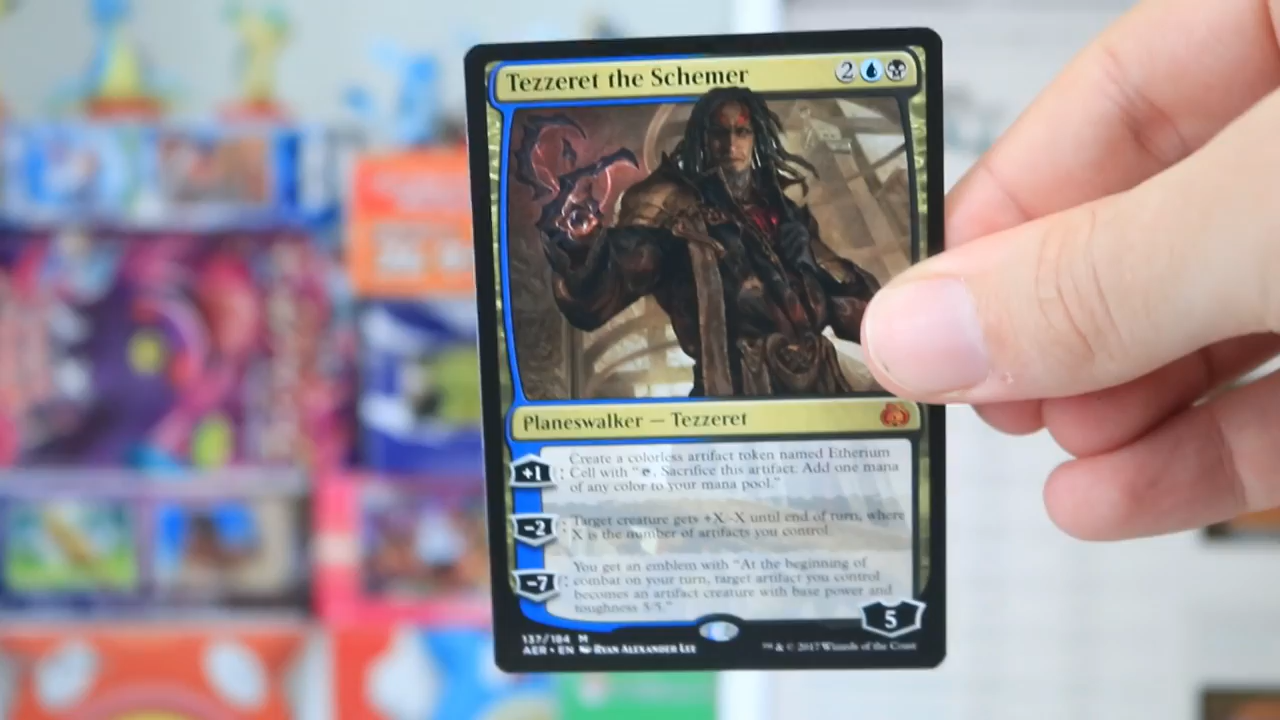 Tezzeret the Schemer 2
Planeswalker — Tezzeret
Create a colorless artifact token named Etherium
+1 : Cell with “T, Sacrifice this artifact. Add one mana
of any color to your mana pool.”
Target creature gets +X/-X until end of turn, where
-2 : X is the number of artifacts you control.
You get an emblem with “At the beginning of
-7 : combat on your turn, target artifact you control
becomes an artifact creature with base power and
toughness 5/5.”
5
137/184 M
AER • EN Ryan Alexander Lee
™ & © 2017 Wizards of the Coast